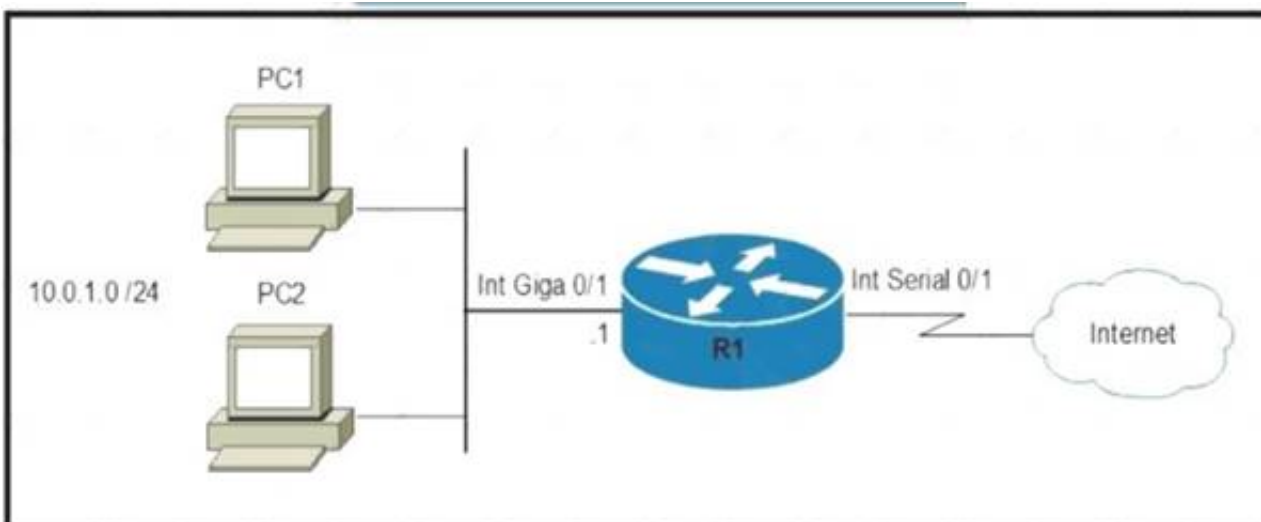 PC1
10.0.1.0 /24
PC2
Int Giga 0/1
.1
R1
Int Serial 0/1
Internet